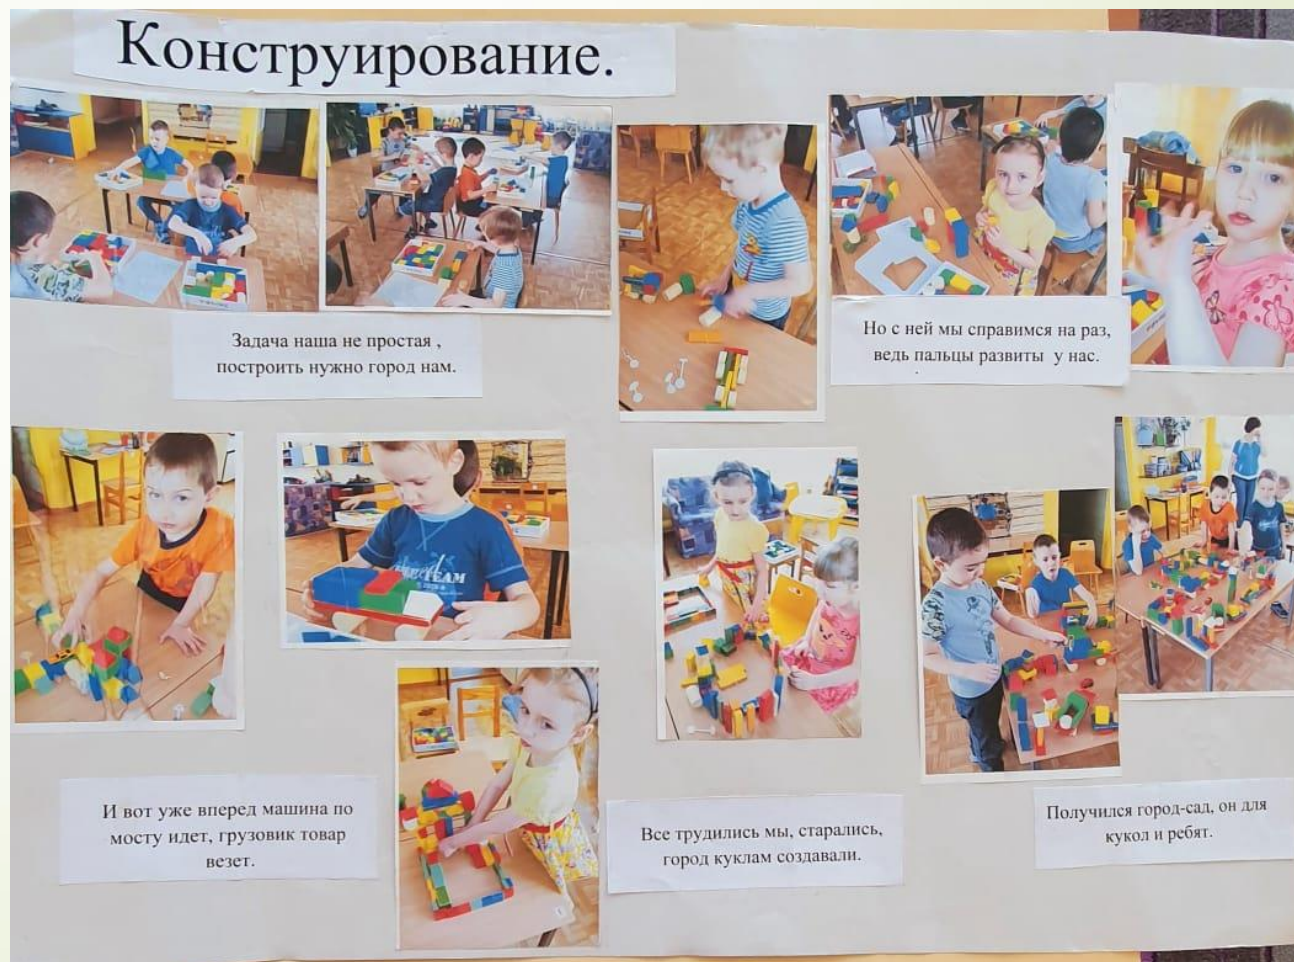 Конструирование.
Задача наша не простая ,
построить нужно город нам.
Но с ней мы справимся на раз,
ведь пальцы развиты у нас.
И вот уже вперед машина по
мосту идет, грузовик товар
везет.
Все трудились мы, старались,
город куклам создавали.
Получился город-сад, он для
кукол и ребят.